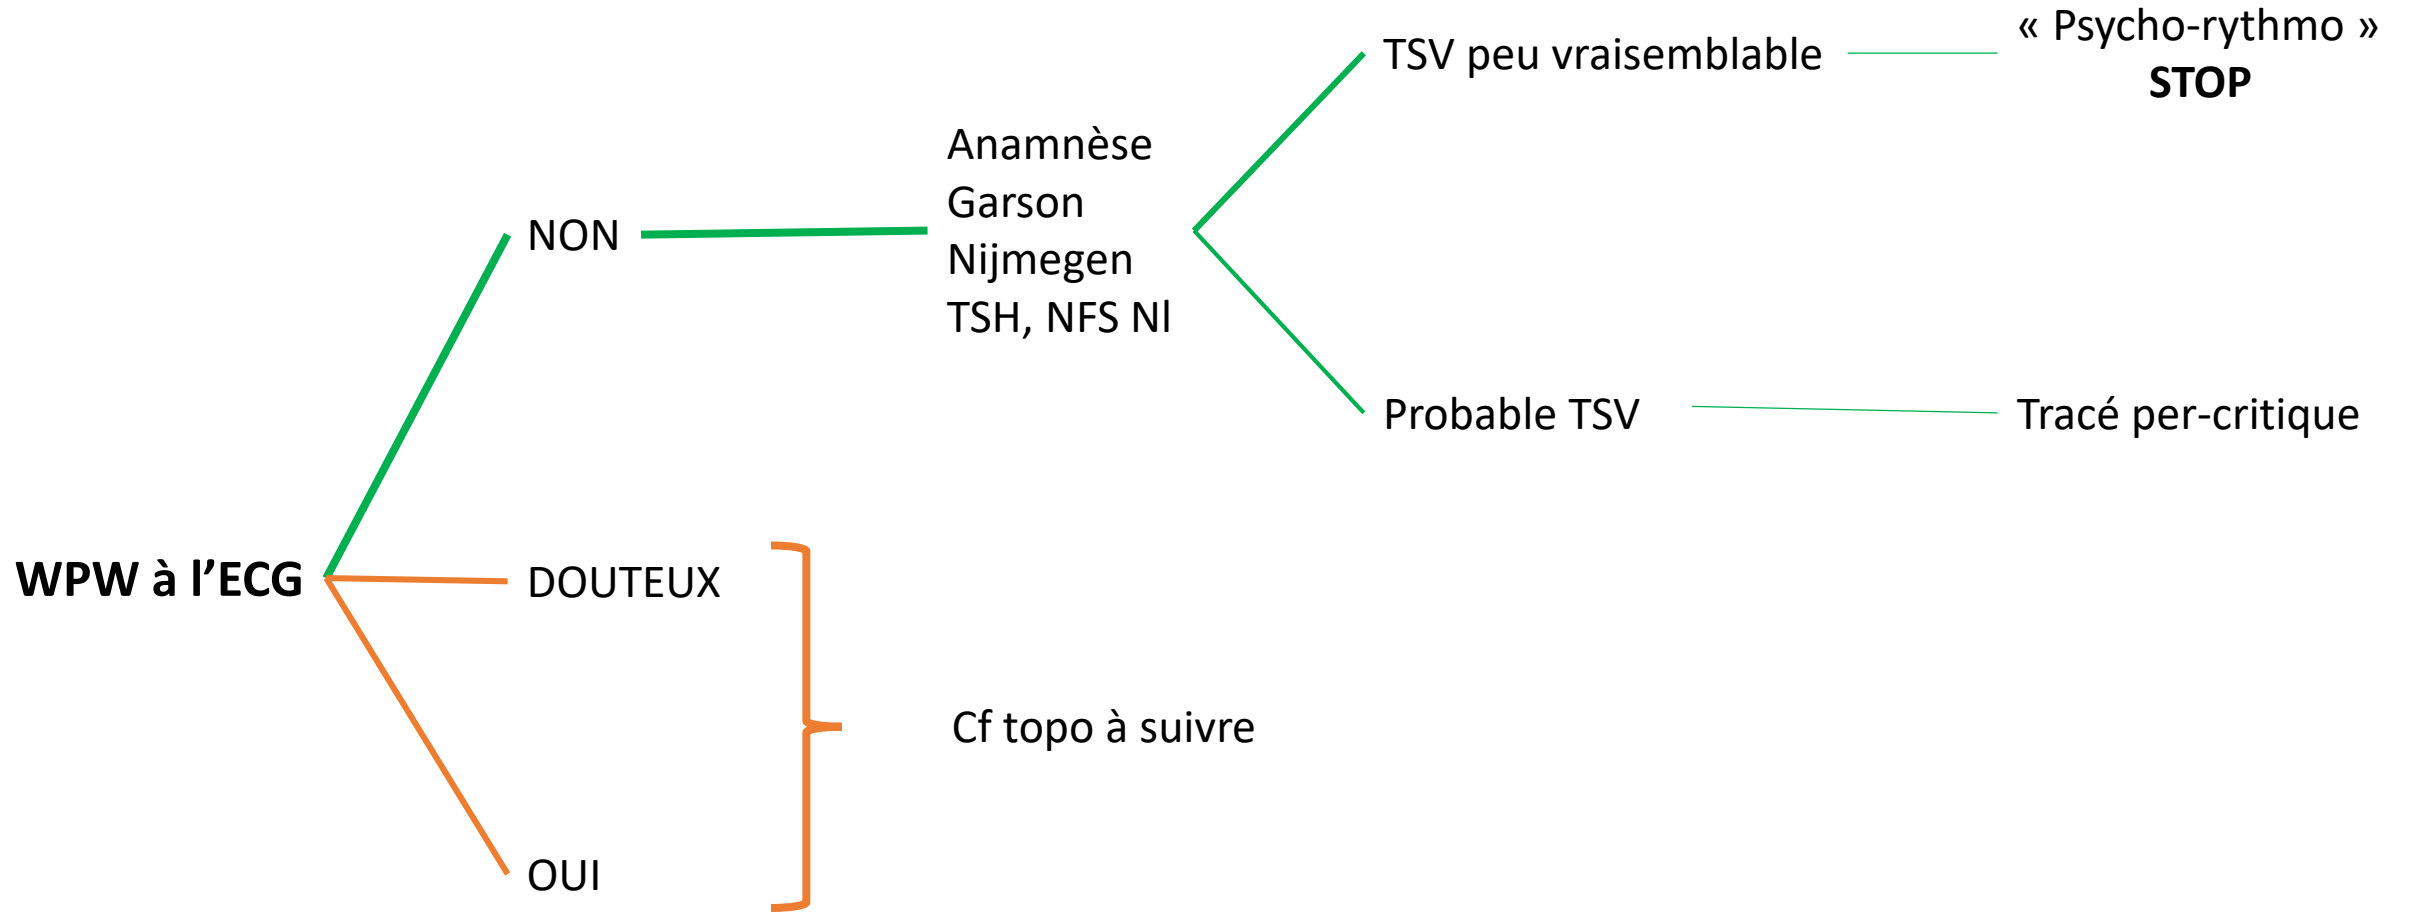 « Psycho-rythmo »
STOP
TSV peu vraisemblable
Anamnèse
Garson
Nijmegen
TSH, NFS Nl
NON
Probable TSV
Tracé per-critique
WPW à l’ECG
DOUTEUX
Cf topo à suivre
OUI